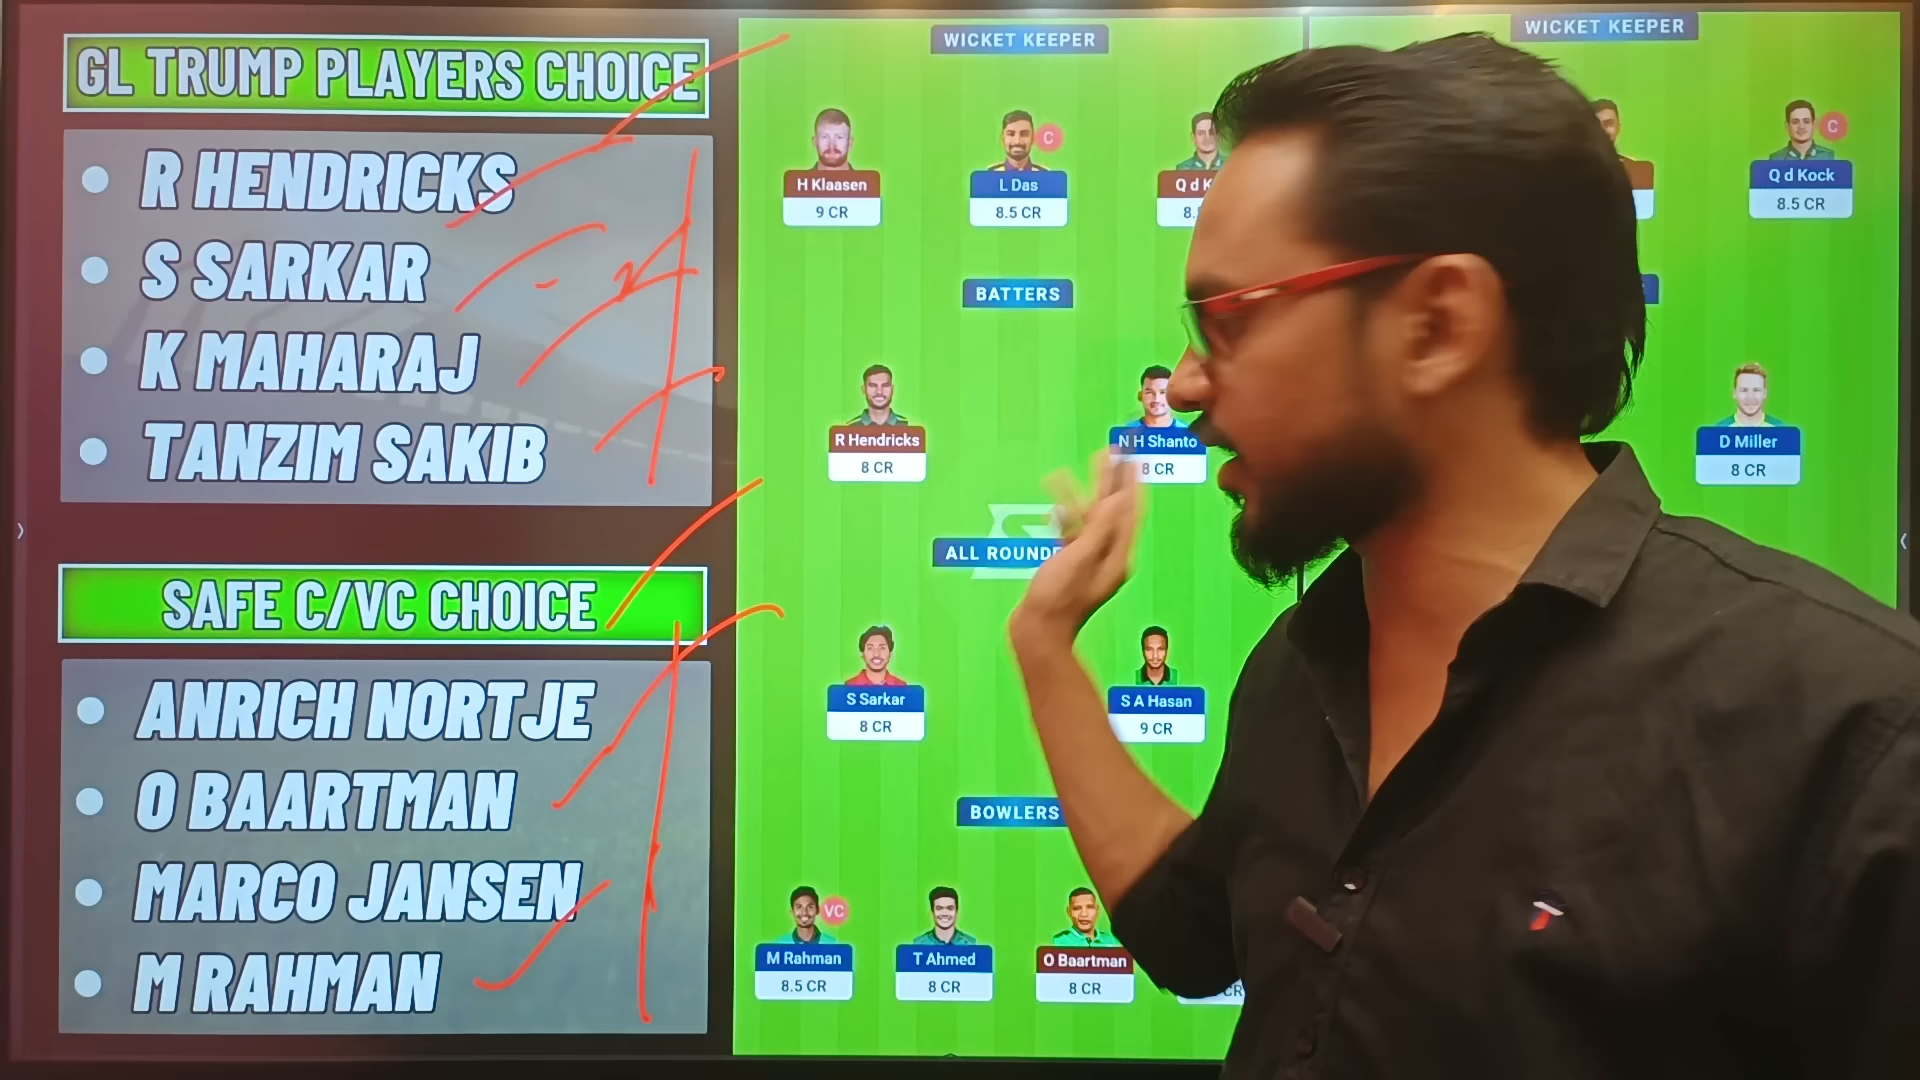 GL TRUMP PLAYERS CHOICE
R HENDRICKS
S SARKAR
K MAHARAJ
TANZIM SAKIB
SAFE C/VC CHOICE
ANRICH NORTJE
O BAARTMAN
MARCO JANSEN
M RAHMAN
WICKET KEEPER
C
H Klaasen
L Das
Q d K
9 CR
8.5 CR
8.
BATTERS
R Hendricks
N H Shanto
8 CR
8 CR
ALL ROUNDE
S Sarkar
S A Hasan
8 CR
9 CR
BOWLERS
VC
M Rahman
T Ahmed
O Baartman
8.5 CR
8 CR
8 CR
CR
WICKET KEEPER
C
Q d Kock
8.5 CR
D Miller
8 CR